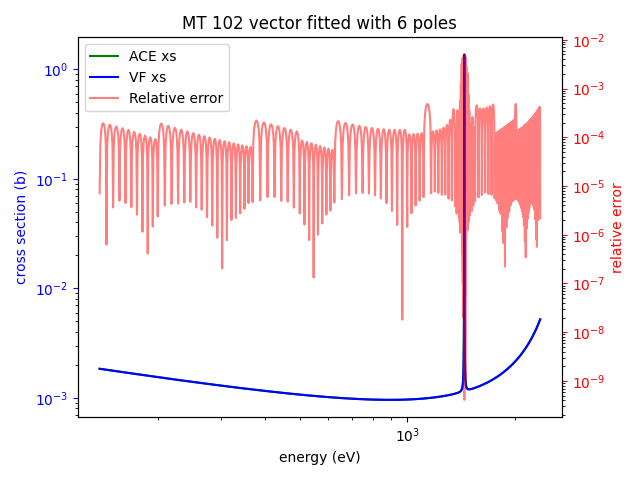 MT 102 vector fitted with 6 poles
ACE xs
VF xs
Relative error
10⁰
10⁻¹
10⁻²
10⁻³
cross section (b)
10⁻²
10⁻³
10⁻⁴
10⁻⁵
10⁻⁶
10⁻⁷
10⁻⁸
10⁻⁹
relative error
10³
energy (eV)